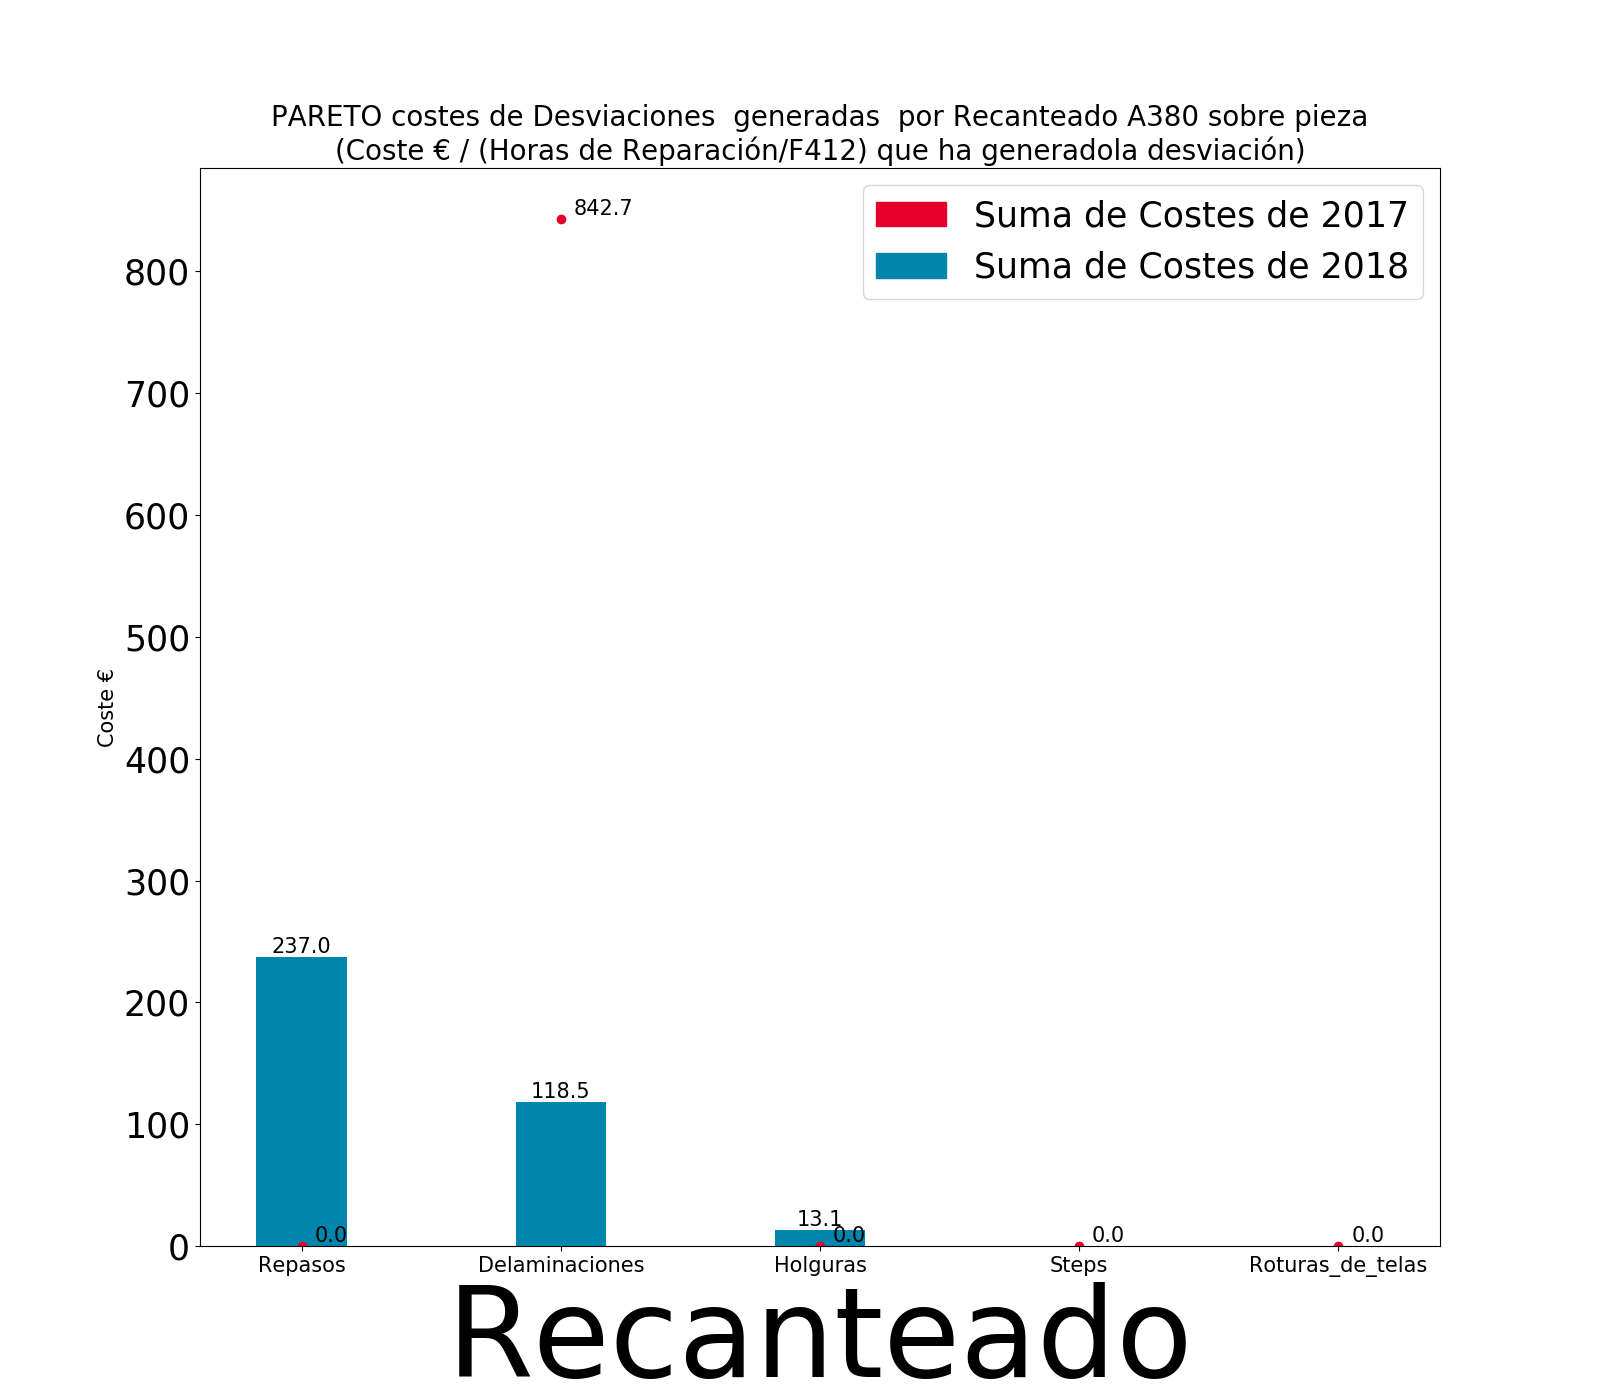 PARETO costes de Desviaciones  generadas  por Recanteado A380 sobre pieza
(Coste € / (Horas de Reparación/F412) que ha generadola desviación)
Suma de Costes de 2017
Suma de Costes de 2018
842.7
800
700
600
500
400
300
200
100
0
Coste €
237.0
118.5
13.1
0.0
0.0
0.0
0.0
Repasos
Delaminaciones
Holguras
Steps
Roturas_de_telas
Recanteado